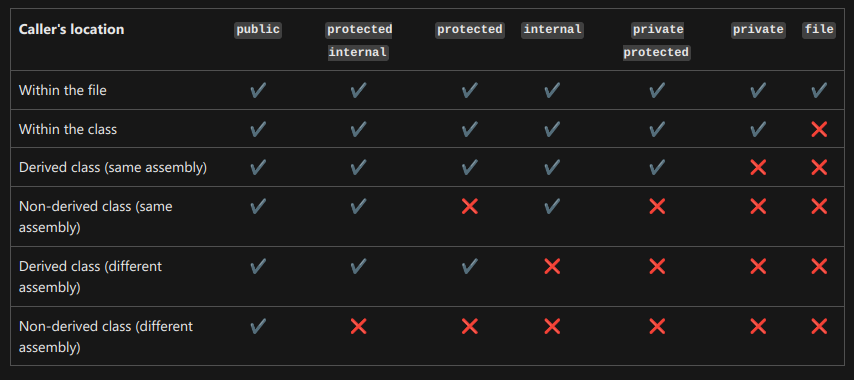 Caller's location public protected internal protected internal private protected private file
Within the file ✔ ✔ ✔ ✔ ✔ ✔ ✔
Within the class ✔ ✔ ✔ ✔ ✔ ✔ ❌
Derived class (same assembly) ✔ ✔ ✔ ✔ ✔ ❌ ❌
Non-derived class (same assembly) ✔ ✔ ❌ ✔ ❌ ❌ ❌
Derived class (different assembly) ✔ ✔ ✔ ❌ ❌ ❌ ❌
Non-derived class (different assembly) ✔ ❌ ❌ ❌ ❌ ❌ ❌